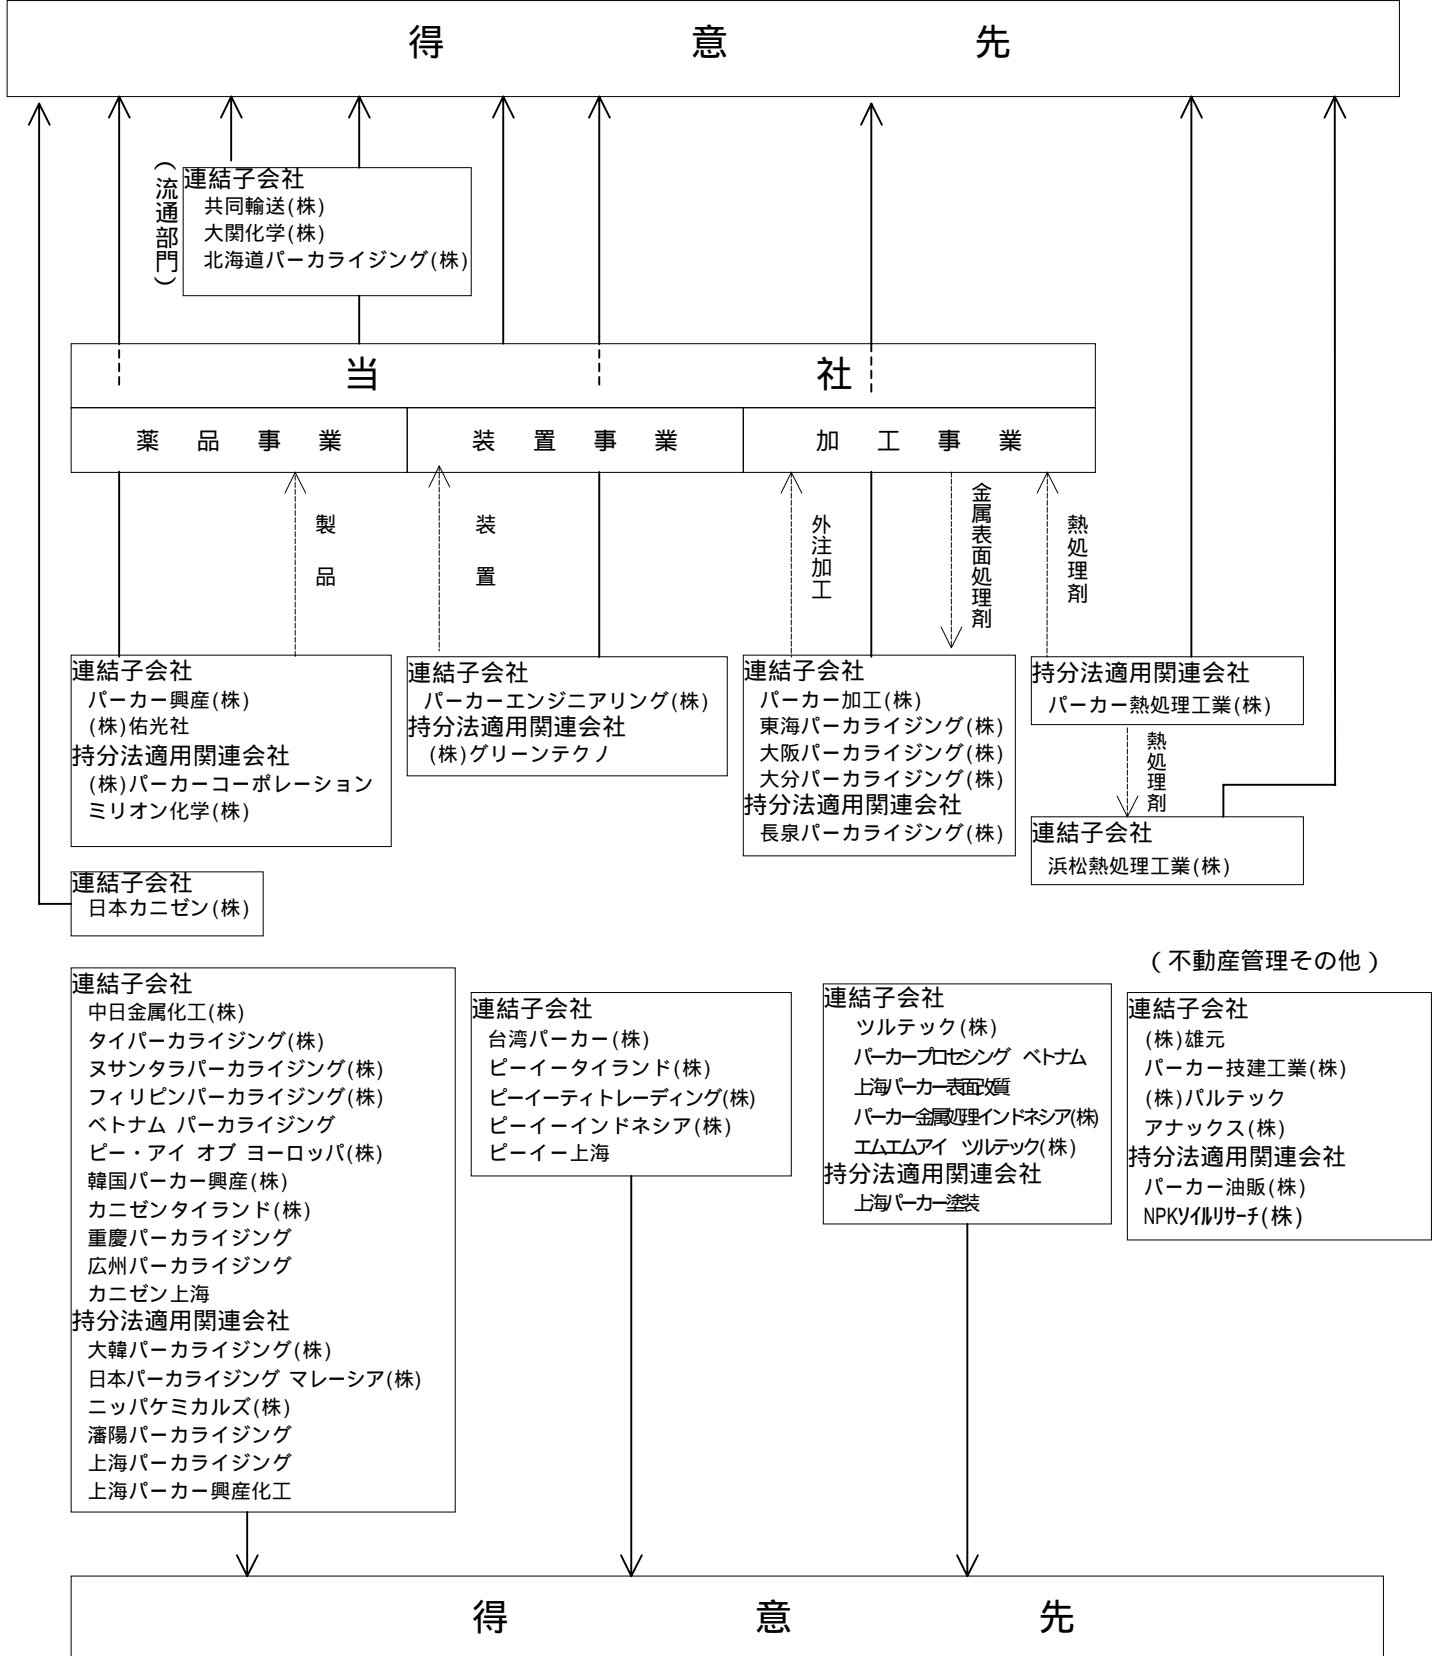 得 意 先
(流通部門)
連結子会社
共同輸送(株)
大関化学(株)
北海道パーカライジング(株)
当 社
薬 品 事 業
装 置 事 業
加 工 事 業
製品
装置
外注加工
金属表面処理剤
熱処理剤
連結子会社
パーカー興産(株)
(株)佑光社
持分法適用関連会社
(株)パーカーコーポレーション
ミリオン化学(株)
連結子会社
パーカーエンジニアリング(株)
持分法適用関連会社
(株)グリーンテクノ
連結子会社
パーカー加工(株)
東海パーカライジング(株)
大阪パーカライジング(株)
大分パーカライジング(株)
持分法適用関連会社
長泉パーカライジング(株)
持分法適用関連会社
パーカー熱処理工業(株)
熱処理剤
連結子会社
浜松熱処理工業(株)
連結子会社
日本カニゼン(株)
連結子会社
中日金属化工(株)
タイパーカライジング(株)
ヌサンタラパーカライジング(株)
フィリピンパーカライジング(株)
ベトナム パーカライジング
ピー・アイ オブ ヨーロッパ(株)
韓国パーカー興産(株)
カニゼンタイランド(株)
重慶パーカライジング
広州パーカライジング
カニゼン上海
持分法適用関連会社
大韓パーカライジング(株)
日本パーカライジング マレーシア(株)
ニッパケミカルズ(株)
瀋陽パーカライジング
上海パーカライジング
上海パーカー興産化工
連結子会社
台湾パーカー(株)
ピーイータイランド(株)
ピーイーティトレーディング(株)
ピーイーインドネシア(株)
ピーイー上海
連結子会社
ツルテック(株)
パーカープロセシング ベトナム
上海パーカー表面改質
パーカー金属処理インドネシア(株)
エムエムアイ ツルテック(株)
持分法適用関連会社
上海パーカー塗装
(不動産管理その他)
連結子会社
(株)雄元
パーカー技建工業(株)
(株)パルテック
アナックス(株)
持分法適用関連会社
パーカー油販(株)
NPKソイルリサーチ(株)
得 意 先